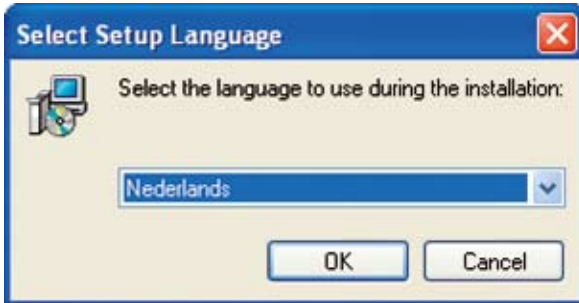 Select Setup Language
Select the language to use during the installation:
Nederlands
OK
Cancel